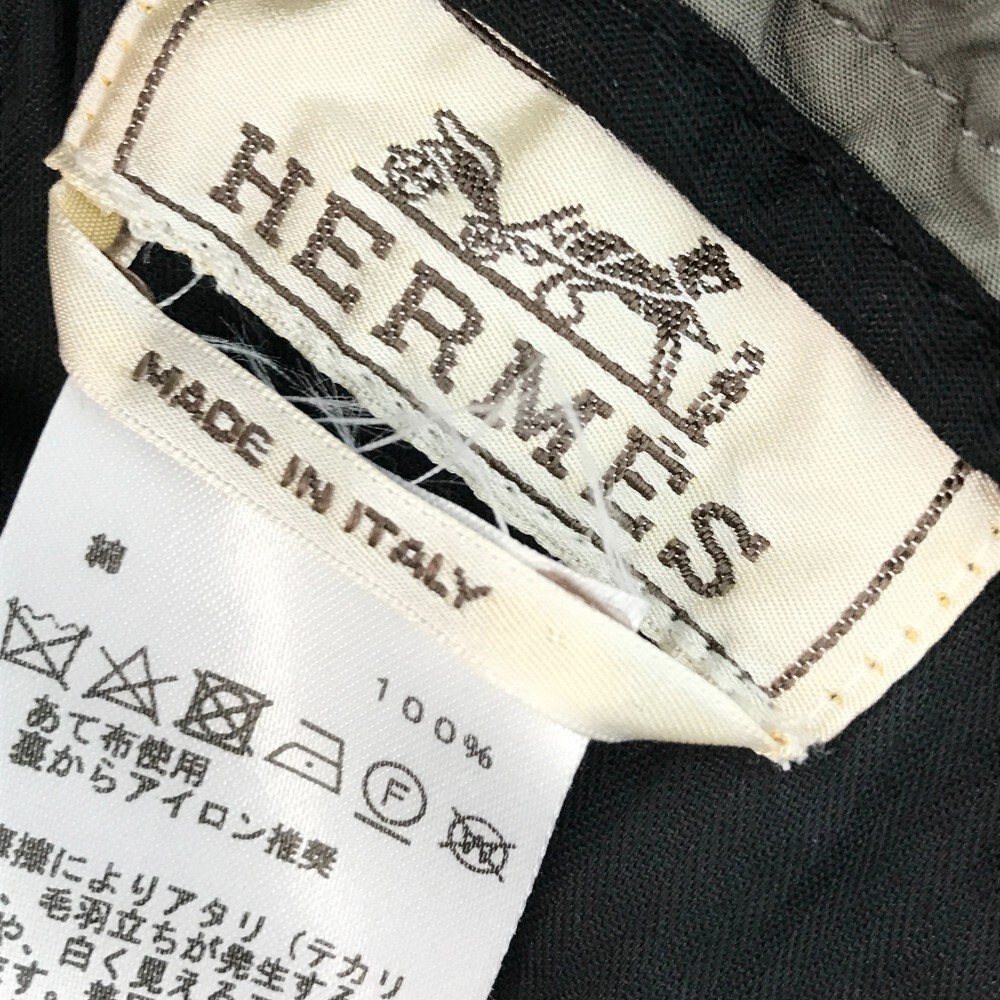 HERMES
MADE IN ITALY
綿
100%
F
W
あて布使用
裏からアイロン推奨
摩擦によりアタリ（テカリ
、毛羽立ちが発生する
や、白く見える
ます。